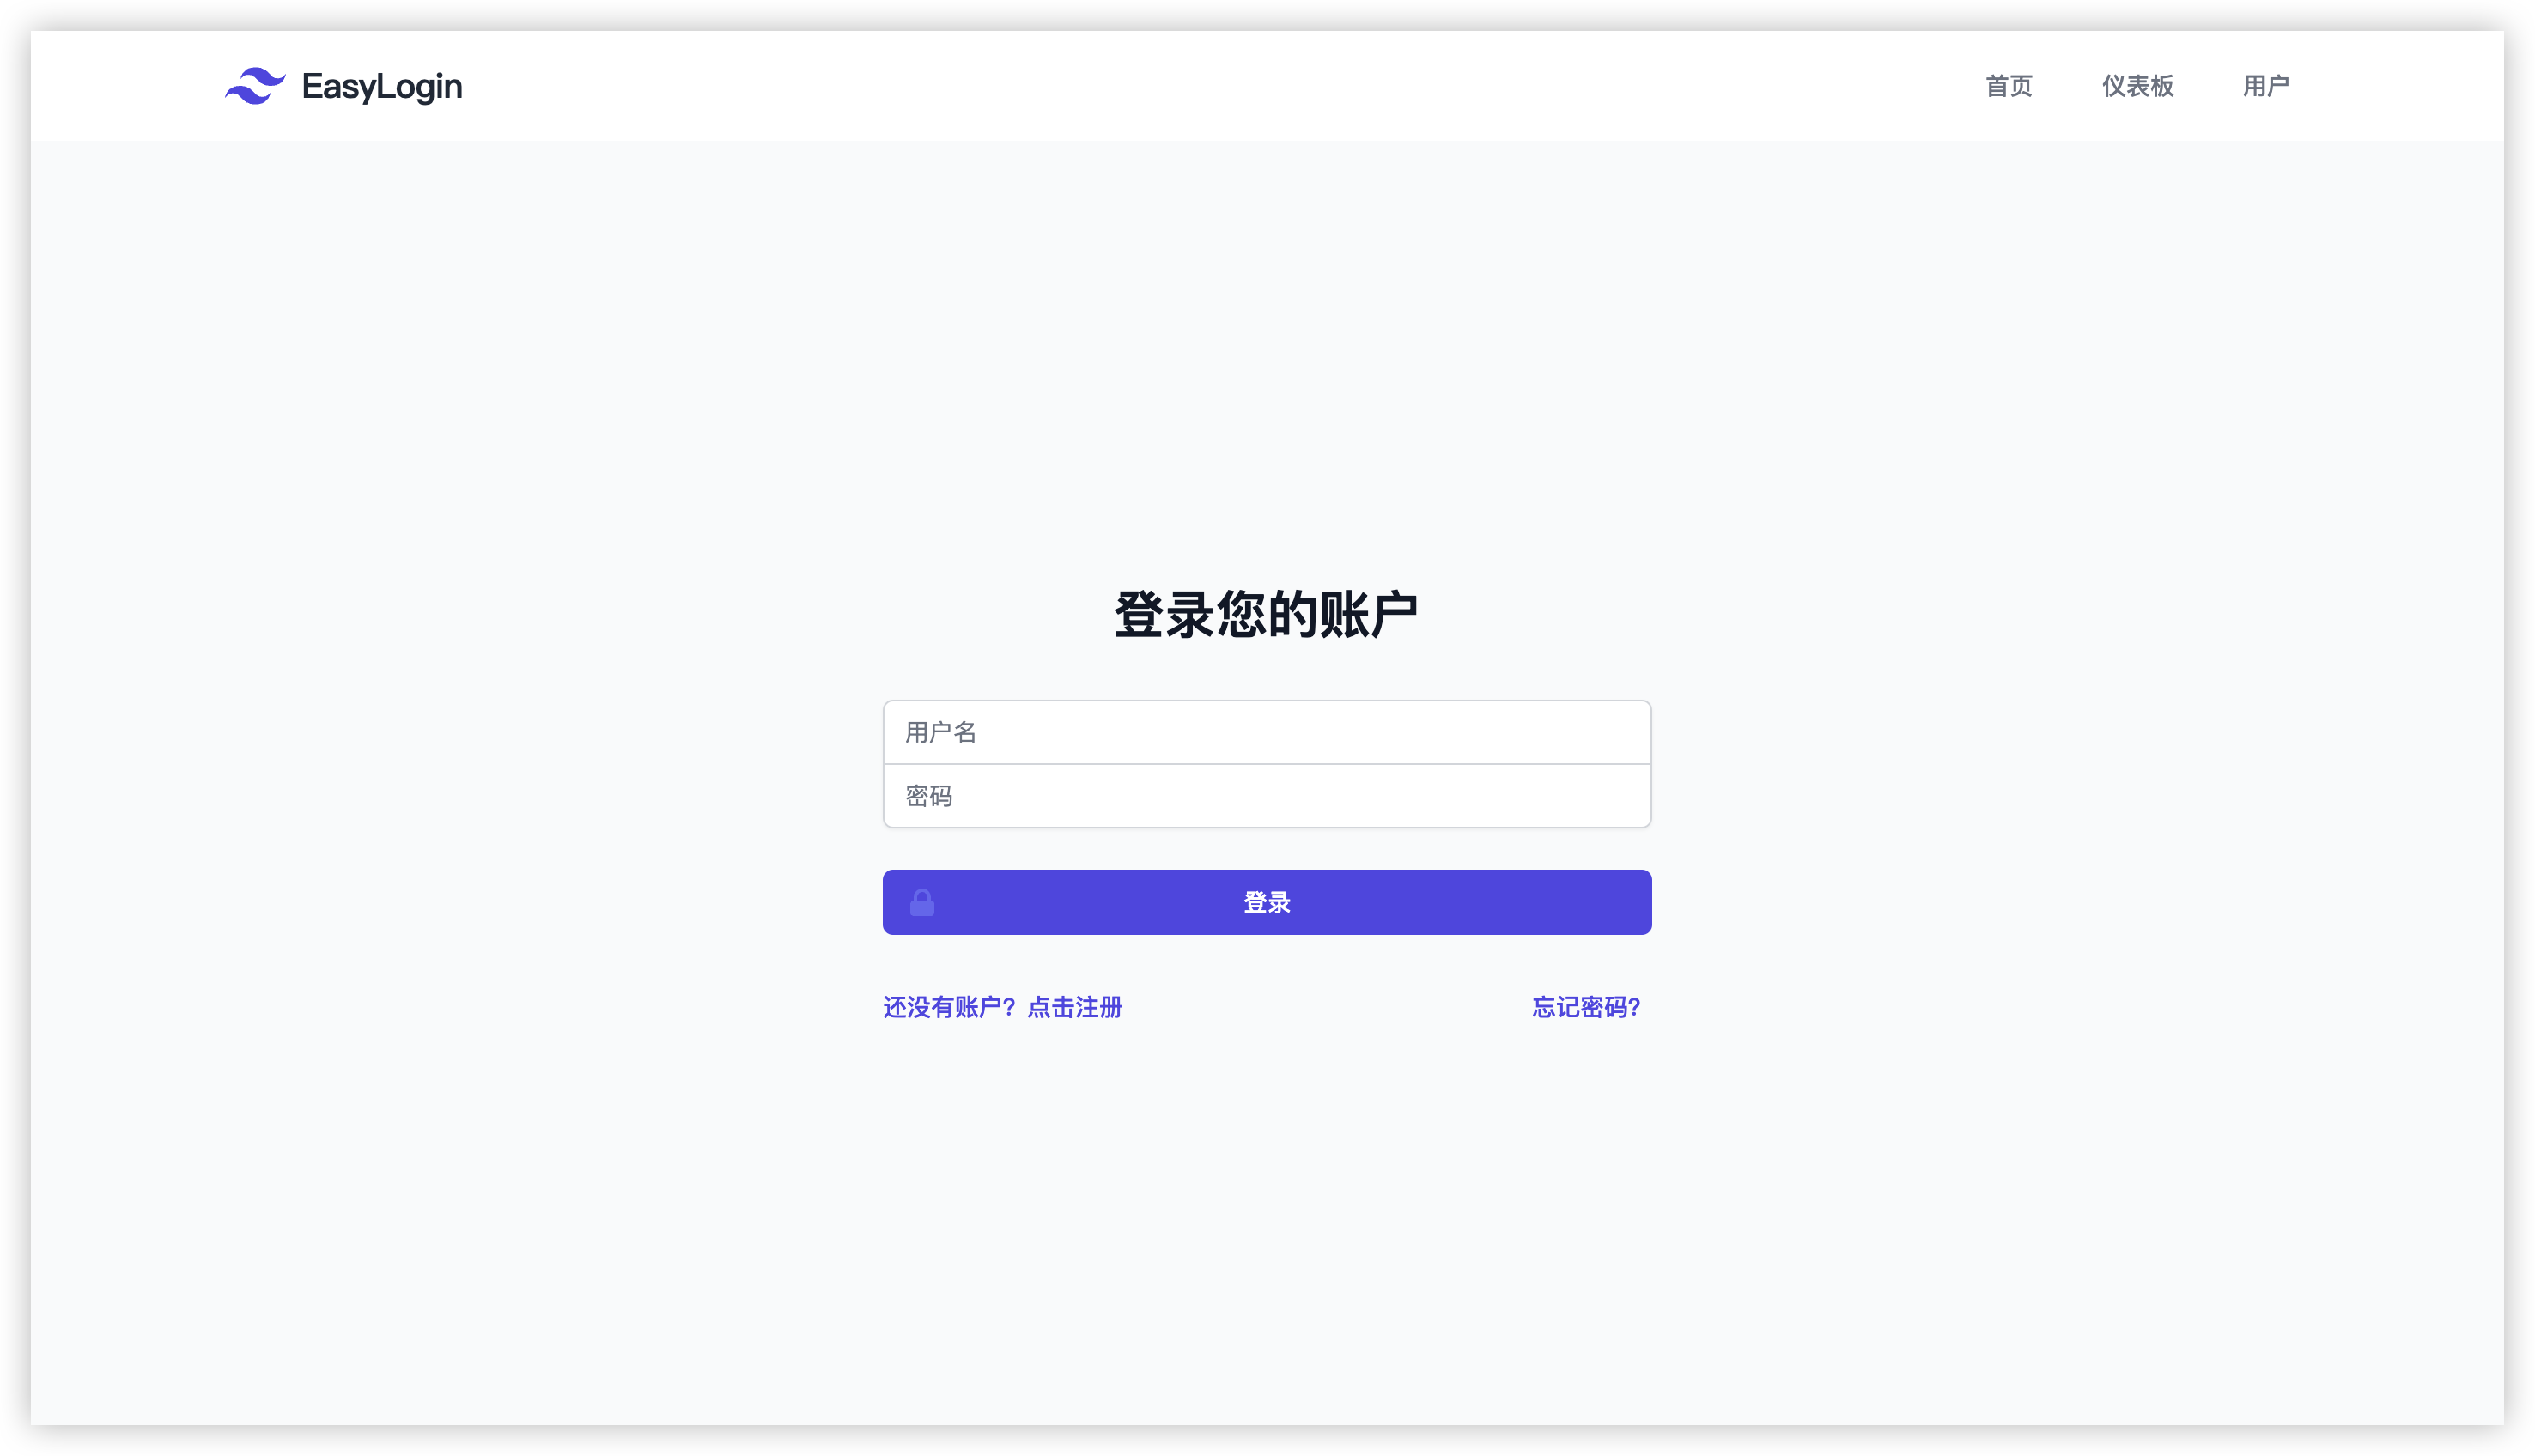 EasyLogin
首页 仪表板 用户
登录您的账户
用户名
密码
登录
还没有账户？点击注册 忘记密码？